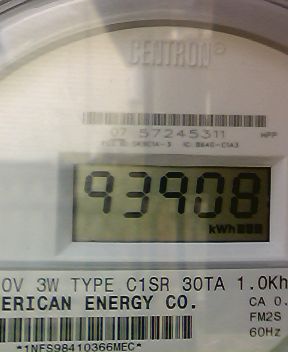 CENTRON®
07 57245311 HPP
93908
kWh
0V 3W TYPE C1SR 30TA 1.0Kh
ERICAN ENERGY CO. CA 0.
FM2S
60Hz
*1NFS98410366MEC*